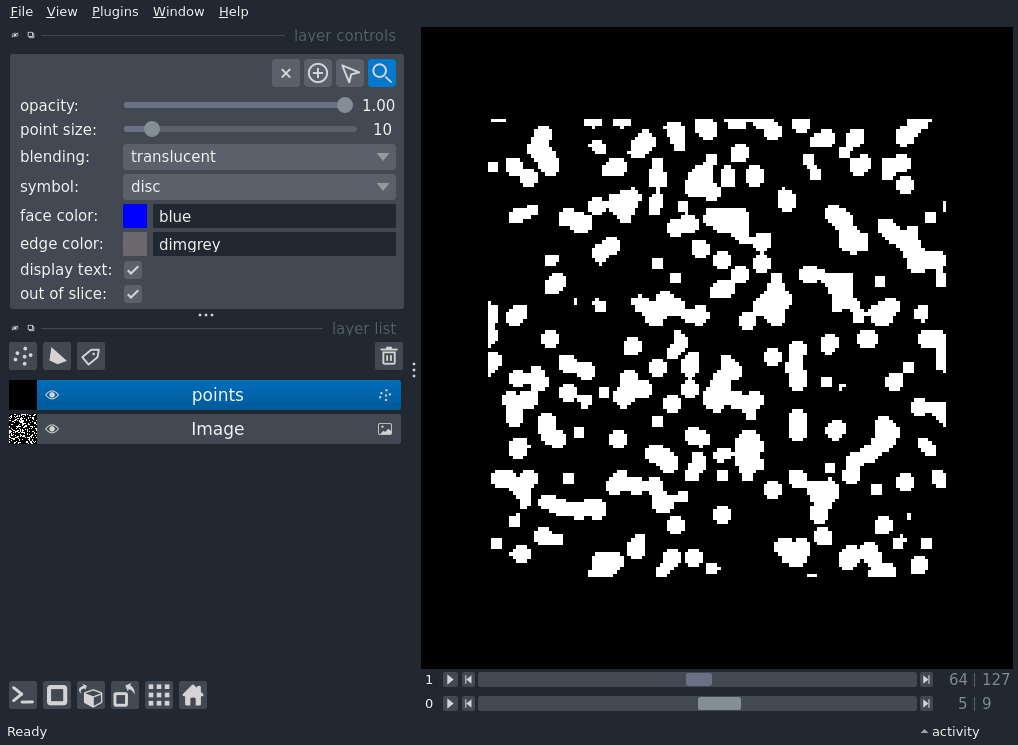 File View Plugins Window Help
layer controls
opacity: 1.00
point size: 10
blending: translucent
symbol: disc
face color: blue
edge color: dimgrey
display text:
out of slice:
layer list
points
Image
1 64 | 127
0 5 | 9
Ready activity